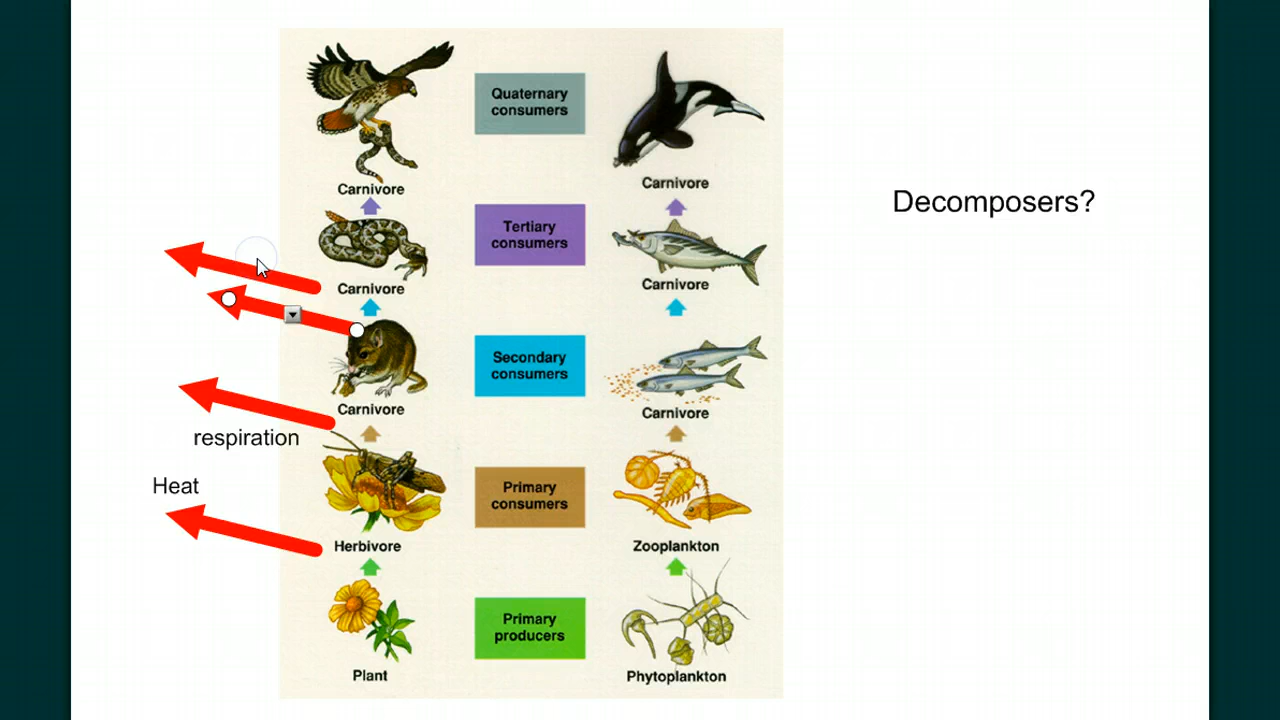 Quaternary
consumers
Carnivore
Carnivore
Decomposers?
Tertiary
consumers
Carnivore
Carnivore
Secondary
consumers
Carnivore
Carnivore
respiration
Heat
Primary
consumers
Herbivore
Zooplankton
Primary
producers
Plant
Phytoplankton